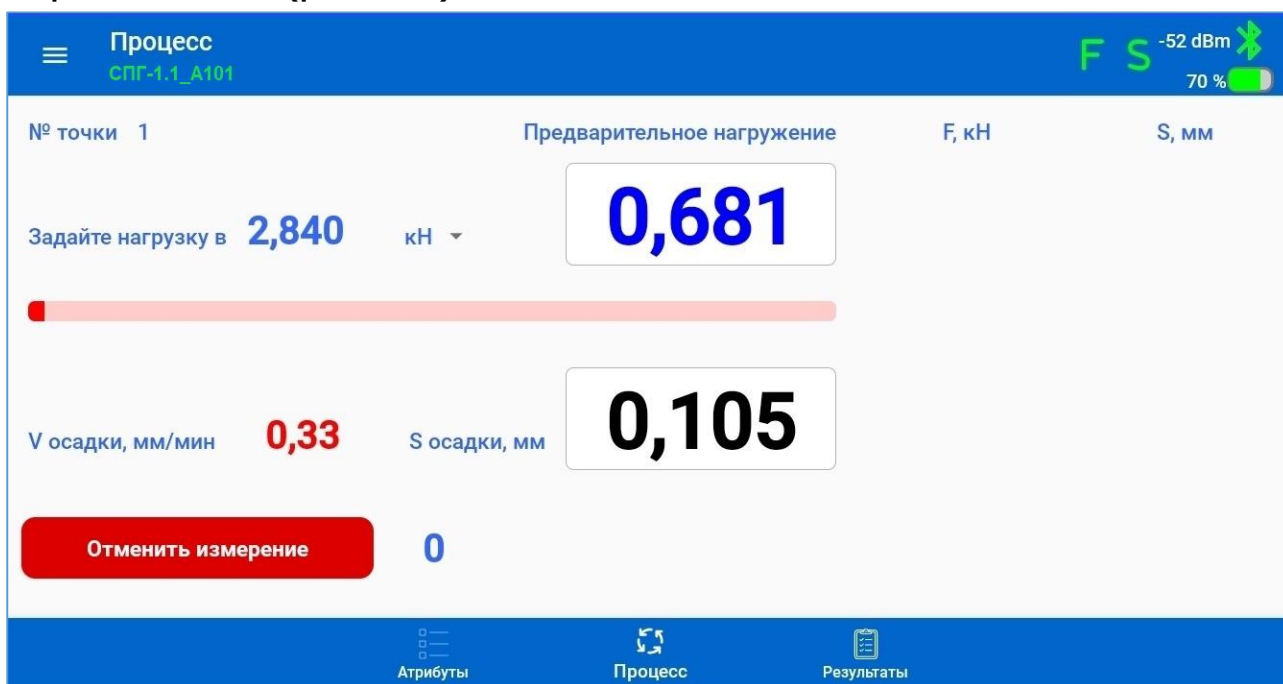 Процесс
СПГ-1.1_A101
F S -52 dBm
70 %
№ точки 1 Предварительное нагружение F, кН S, мм
Задайте нагрузку в 2,840 кН 0,681
V осадки, мм/мин 0,33 S осадки, мм 0,105
Отменить измерение 0
Атрибуты Процесс Результаты